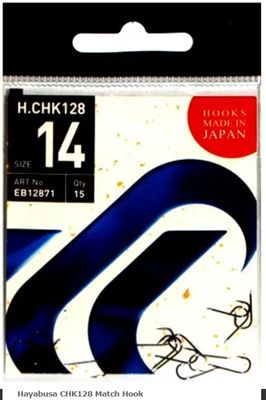 H.CHK128
SIZE 14
ART No. Qty
EB12871 15
HOOKS
MADE IN
JAPAN
Hayabusa CHK128 Match Hook